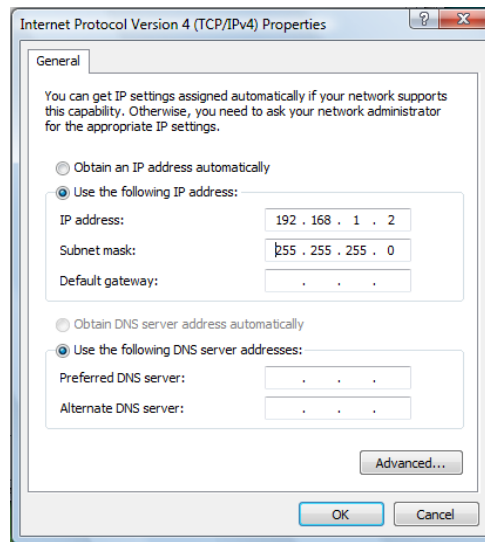 Internet Protocol Version 4 (TCP/IPv4) Properties ? X
General
You can get IP settings assigned automatically if your network supports
this capability. Otherwise, you need to ask your network administrator
for the appropriate IP settings.
Obtain an IP address automatically
Use the following IP address:
IP address: 192 . 168 . 1 . 2
Subnet mask: 255 . 255 . 255 . 0
Default gateway: . . .
Obtain DNS server address automatically
Use the following DNS server addresses:
Preferred DNS server: . . .
Alternate DNS server: . . .
Advanced...
OK Cancel